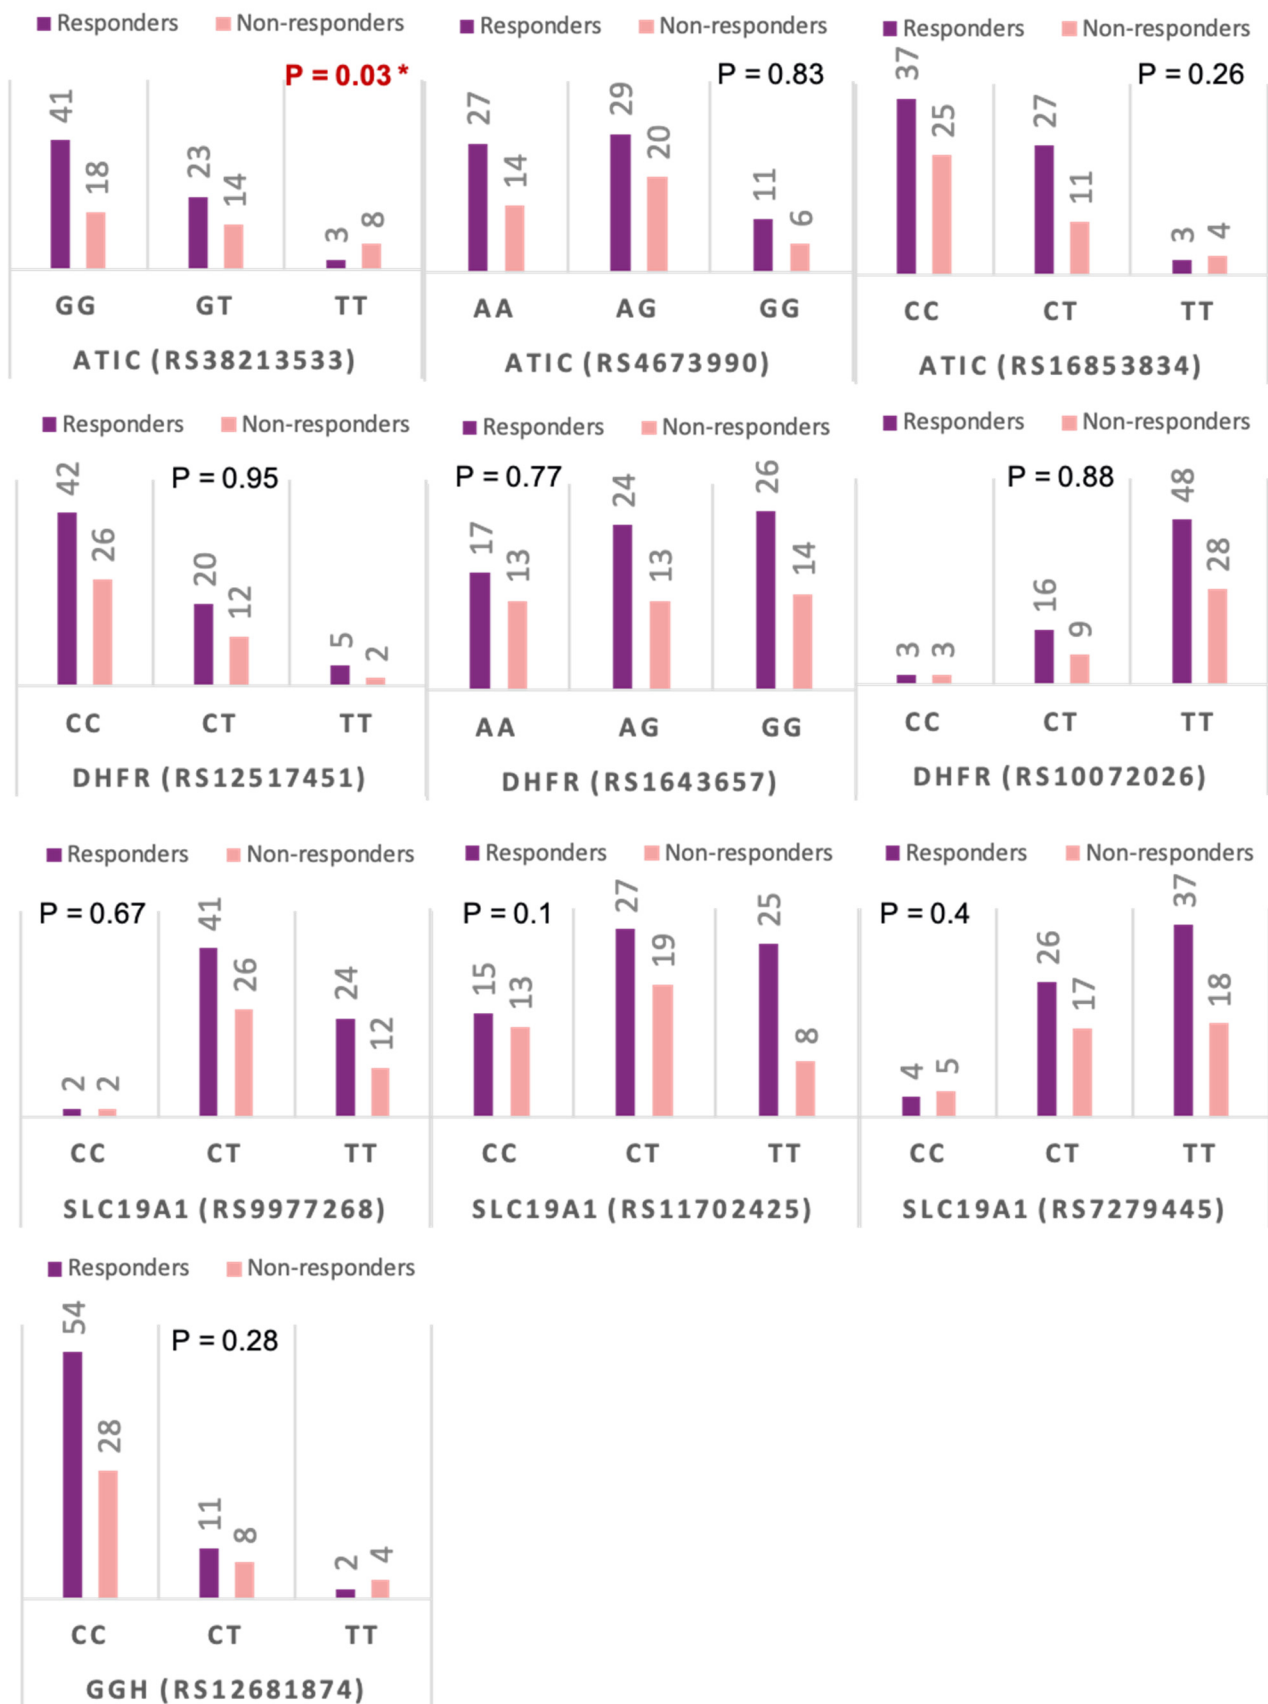 Responders Non-responders
P = 0.03 *
41 18 23 14 3 8
GG GT TT
ATIC (RS38213533)
Responders Non-responders
P = 0.83
27 14 29 20 11 6
AA AG GG
ATIC (RS4673990)
Responders Non-responders
P = 0.26
37 25 27 11 3 4
CC CT TT
ATIC (RS16853834)
Responders Non-responders
P = 0.95
42 26 20 12 5 2
CC CT TT
DHFR (RS12517451)
Responders Non-responders
P = 0.77
17 13 24 13 26 14
AA AG GG
DHFR (RS1643657)
Responders Non-responders
P = 0.88
3 3 16 9 48 28
CC CT TT
DHFR (RS10072026)
Responders Non-responders
P = 0.67
2 2 41 26 24 12
CC CT TT
SLC19A1 (RS9977268)
Responders Non-responders
P = 0.1
15 13 27 19 25 8
CC CT TT
SLC19A1 (RS11702425)
Responders Non-responders
P = 0.4
4 5 26 17 37 18
CC CT TT
SLC19A1 (RS7279445)
Responders Non-responders
P = 0.28
54 28 11 8 2 4
CC CT TT
GGH (RS12681874)